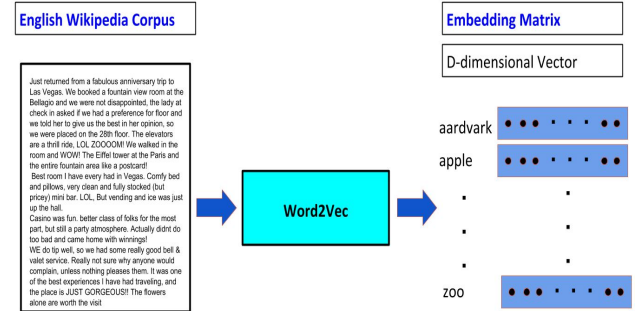 English Wikipedia Corpus
Just returned from a fabulous anniversary trip to
Las Vegas. We booked a fountain view room at the
Bellagio and we were not disappointed, the lady at
check in asked if we had a preference for floor and
we told her to give us the best in her opinion, so
we were placed on the 28th floor. The elevators
are a thrill ride, LOL ZOOOOM! We walked in the
room and WOW! The Eiffel tower at the Paris and
the entire fountain area like a postcard!
Best room I have every had in Vegas. Comfy bed
and pillows, very clean and fully stocked (but
pricey) mini bar. LOL, But vending and ice was just
up the hall.
Casino was fun. better class of folks for the most
part, but still a party atmosphere. Actually didnt do
too bad and came home with winnings!
WE do tip well, so we had some really good bell &
valet service. Really not sure why anyone would
complain, unless nothing pleases them. It was one
of the best experiences I have had traveling, and
the place is JUST GORGEOUS!! The flowers
alone are worth the visit
Word2Vec
Embedding Matrix
D-dimensional Vector
aardvark
apple
zoo